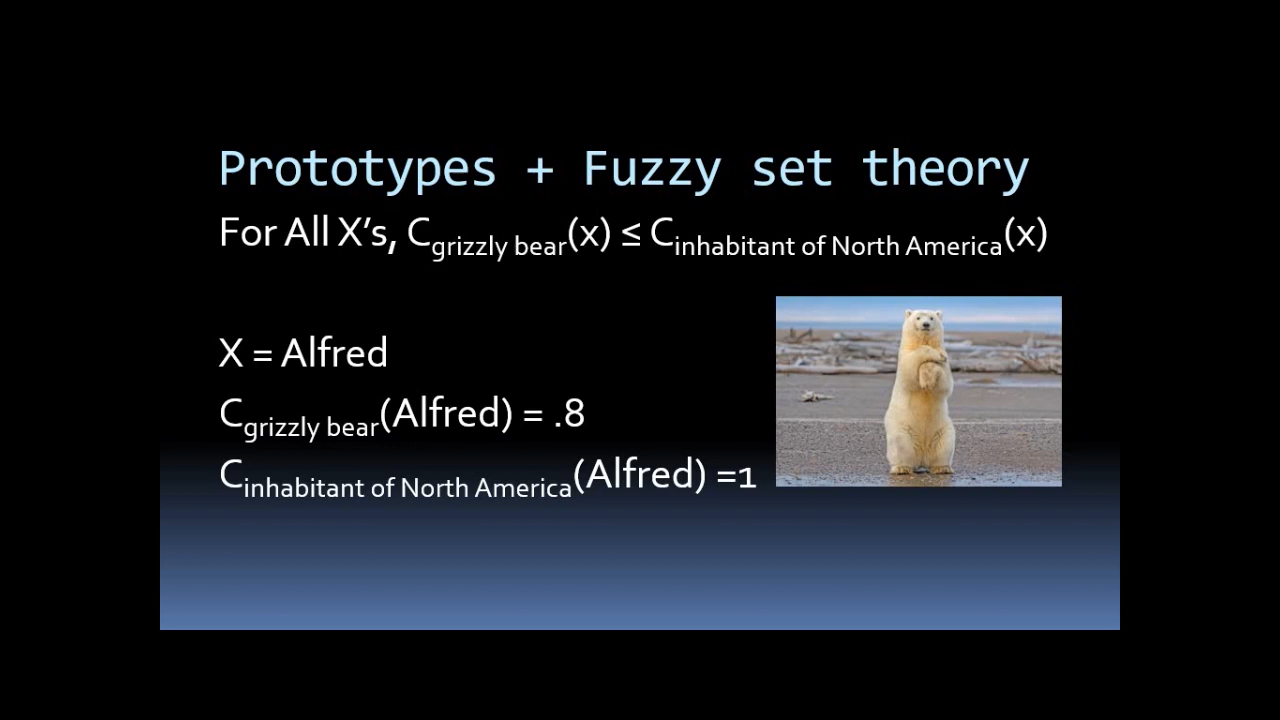 Prototypes + Fuzzy set theory
For All X's, Cgrizzly bear(x) ≤ Cinhabitant of North America(x)
X = Alfred
Cgrizzly bear(Alfred) = .8
Cinhabitant of North America(Alfred) =1